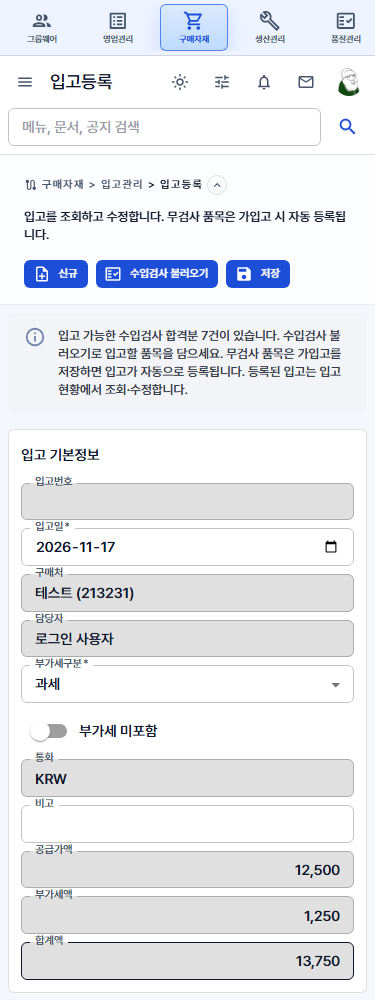 그룹웨어
영업관리
구매자재
생산관리
품질관리
입고등록
메뉴, 문서, 공지 검색
구매자재 > 입고관리 > 입고등록
입고를 조회하고 수정합니다. 무검사 품목은 가입고 시 자동 등록됩
니다.
신규
수입검사 불러오기
저장
입고 가능한 수입검사 합격분 7건이 있습니다. 수입검사 불
러오기로 입고할 품목을 담으세요. 무검사 품목은 가입고를
저장하면 입고가 자동으로 등록됩니다. 등록된 입고는 입고
현황에서 조회·수정합니다.
입고 기본정보
입고번호
입고일*
2026-11-17
구매처
테스트 (213231)
담당자
로그인 사용자
부가세구분*
과세
부가세 미포함
통화
KRW
비고
공급가액
12,500
부가세액
1,250
합계액
13,750